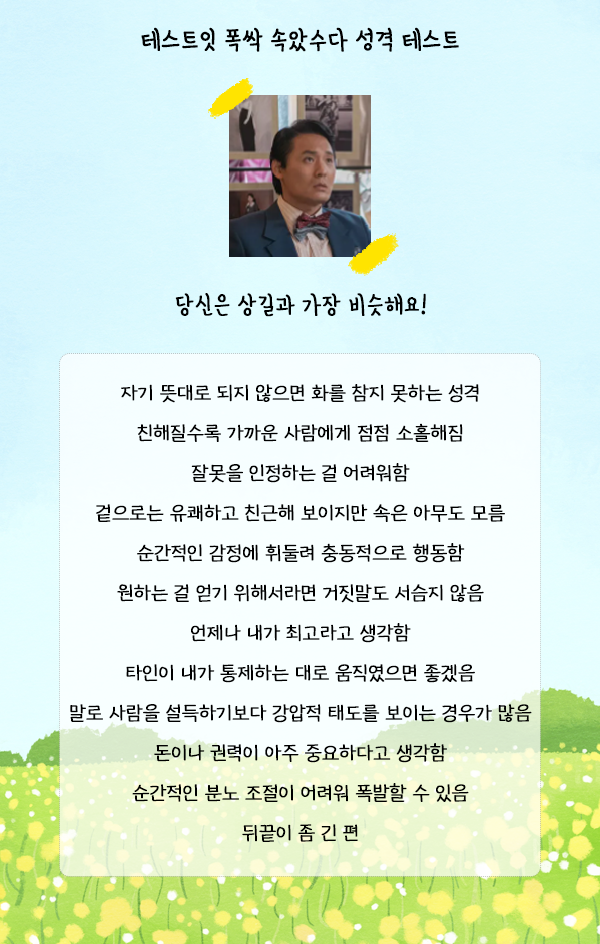 테스트잇 폭싹 속았수다 성격 테스트
당신은 상길과 가장 비슷해요!
자기 뜻대로 되지 않으면 화를 참지 못하는 성격
친해질수록 가까운 사람에게 점점 소홀해짐
잘못을 인정하는 걸 어려워함
겉으로는 유쾌하고 친근해 보이지만 속은 아무도 모름
순간적인 감정에 휘둘려 충동적으로 행동함
원하는 걸 얻기 위해서라면 거짓말도 서슴지 않음
언제나 내가 최고라고 생각함
타인이 내가 통제하는 대로 움직였으면 좋겠음
말로 사람을 설득하기보다 강압적 태도를 보이는 경우가 많음
돈이나 권력이 아주 중요하다고 생각함
순간적인 분노 조절이 어려워 폭발할 수 있음
뒤끝이 좀 긴 편